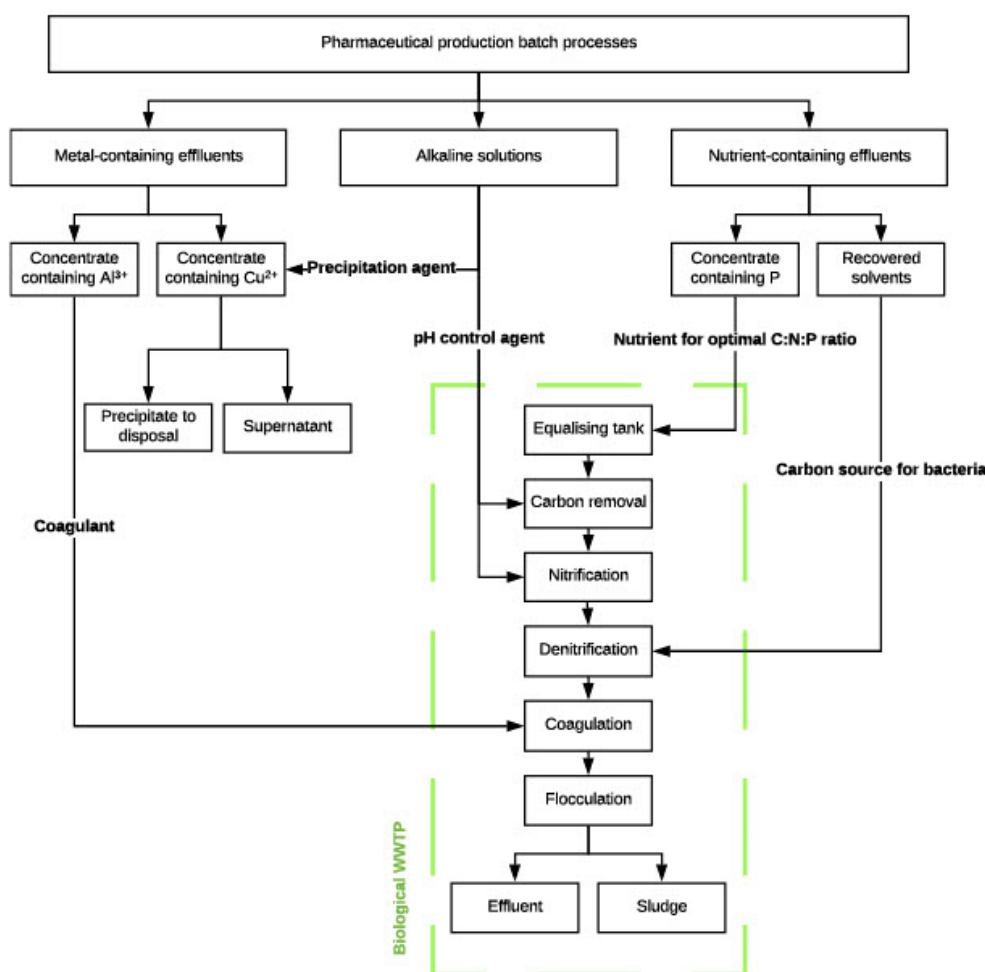 Pharmaceutical production batch processes
Metal-containing efflluents
Alkaline solutions
Nutrient-containing effluents
Concentrate
containing Al³⁺
Concentrate
containing Cu²⁺
Precipitation agent
Concentrate
containing P
Recovered
solvents
pH control agent
Nutrient for optimal C:N:P ratio
Precipitate to
disposal
Supernatant
Equalising tank
Carbon source for bacteria
Carbon removal
Coagulant
Nitrification
Denitrification
Coagulation
Flocculation
Biological WWTP
Effluent
Sludge